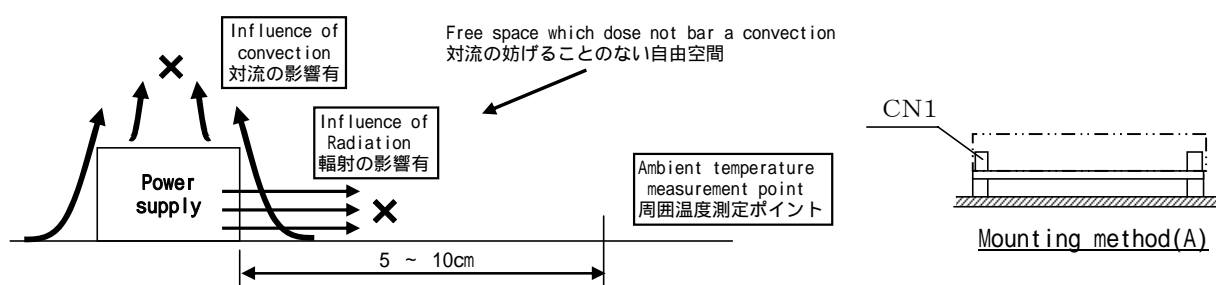 Influence of
convection
対流の影響有
Free space which dose not bar a convection
対流の妨げることのない自由空間
Influence of
Radiation
輻射の影響有
Power
supply
Ambient temperature
measurement point
周囲温度測定ポイント
5 ~ 10cm
CN1
Mounting method(A)